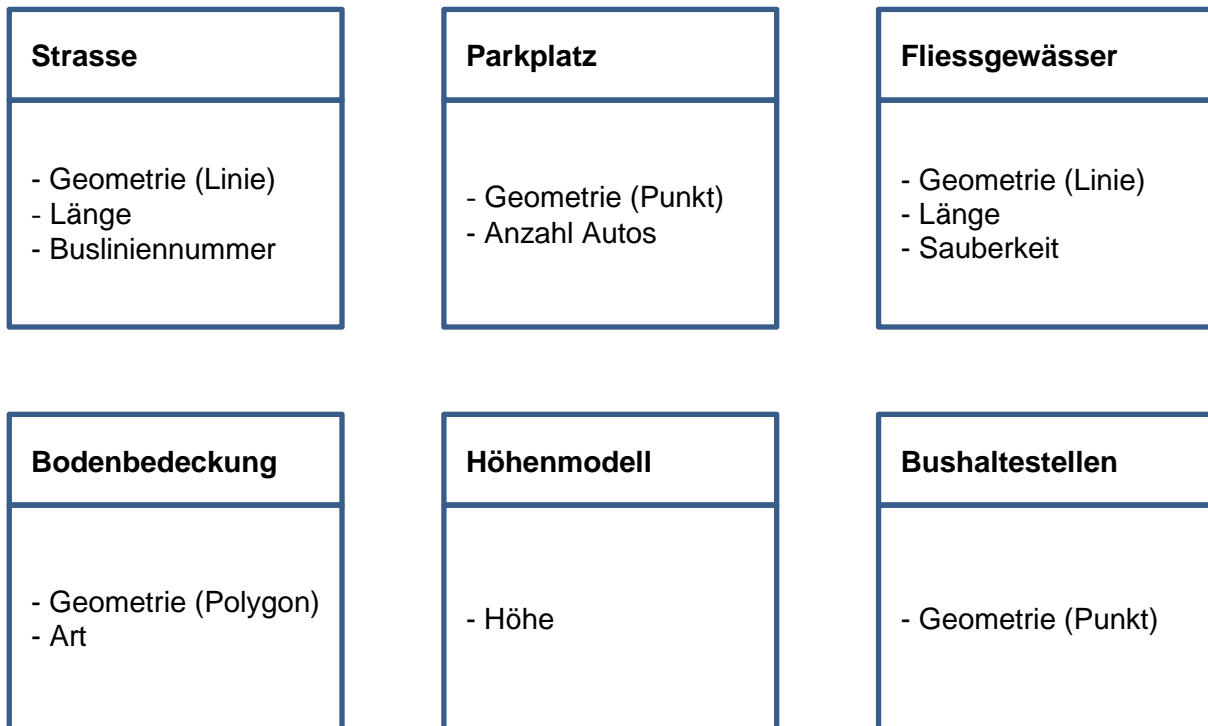 Strasse
- Geometrie (Linie)
- Länge
- Busliniennummer
Parkplatz
- Geometrie (Punkt)
- Anzahl Autos
Fliessgewässer
- Geometrie (Linie)
- Länge
- Sauberkeit
Bodenbedeckung
- Geometrie (Polygon)
- Art
Höhenmodell
- Höhe
Bushaltestellen
- Geometrie (Punkt)